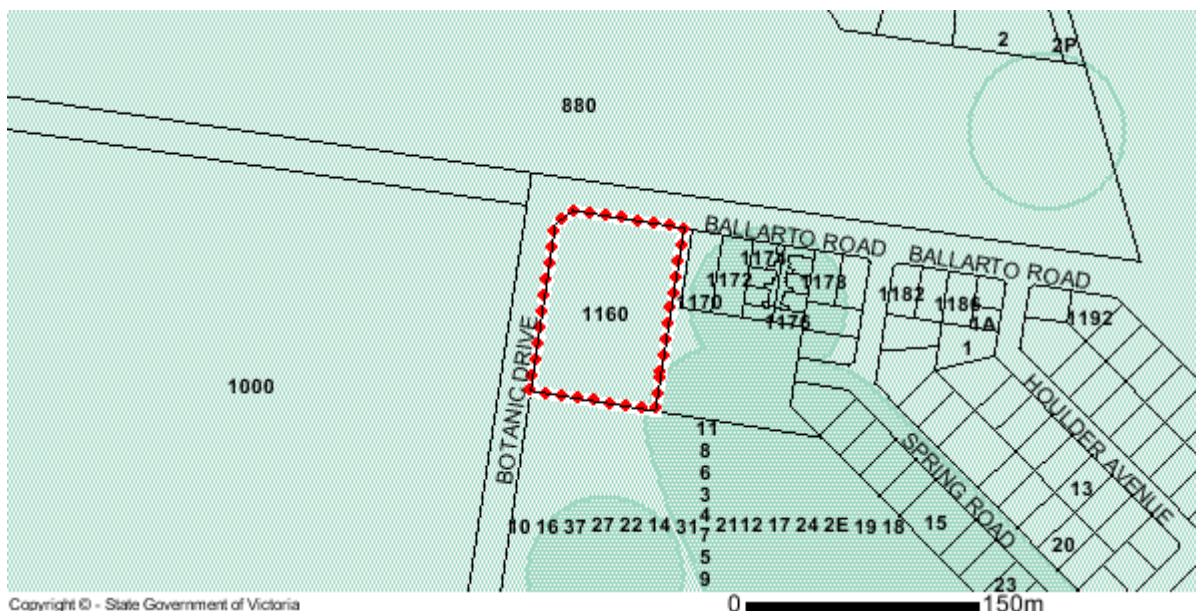 2
2P
880
BALLARTO ROAD
BALLARTO ROAD
1174
1172
1178
1182
1186
1170
1160
1176
1A
1192
1
1000
BOTANIC DRIVE
HOULDER AVENUE
11
8
6
3
4
7
5
9
SPRING ROAD
13
10 16 37 27 22 14 31 21 12 17 24 2E 19 18 15
20
23
Copyright © - State Government of Victoria
0 150m